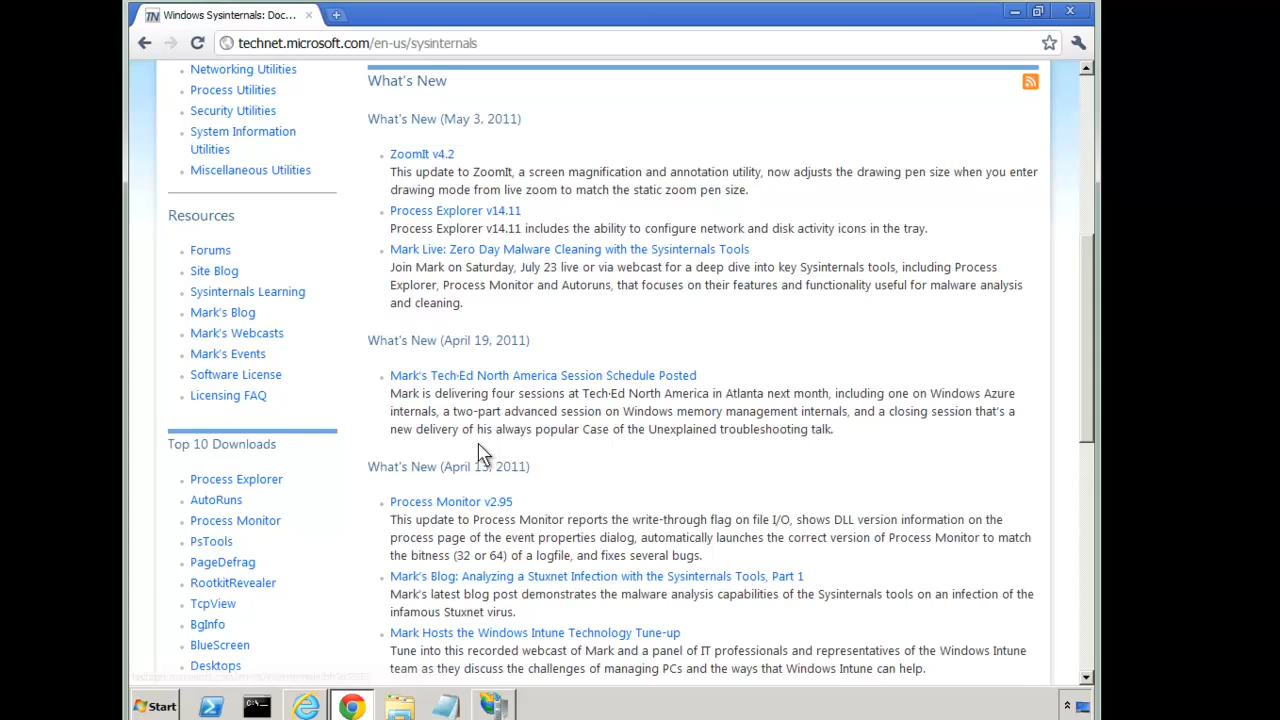 Windows Sysinternals: Doc...
technet.microsoft.com/en-us/sysinternals
Networking Utilities
Process Utilities
Security Utilities
System Information
Utilities
Miscellaneous Utilities
Resources
Forums
Site Blog
Sysinternals Learning
Mark's Blog
Mark's Webcasts
Mark's Events
Software License
Licensing FAQ
Top 10 Downloads
Process Explorer
AutoRuns
Process Monitor
PsTools
PageDefrag
RootkitRevealer
TcpView
BgInfo
BlueScreen
Desktops
What's New
What's New (May 3, 2011)
ZoomIt v4.2
This update to ZoomIt, a screen magnification and annotation utility, now adjusts the drawing pen size when you enter
drawing mode from live zoom to match the static zoom pen size.
Process Explorer v14.11
Process Explorer v14.11 includes the ability to configure network and disk activity icons in the tray.
Mark Live: Zero Day Malware Cleaning with the Sysinternals Tools
Join Mark on Saturday, July 23 live or via webcast for a deep dive into key Sysinternals tools, including Process
Explorer, Process Monitor and Autoruns, that focuses on their features and functionality useful for malware analysis
and cleaning.
What's New (April 19, 2011)
Mark's Tech·Ed North America Session Schedule Posted
Mark is delivering four sessions at Tech·Ed North America in Atlanta next month, including one on Windows Azure
internals, a two-part advanced session on Windows memory management internals, and a closing session that's a
new delivery of his always popular Case of the Unexplained troubleshooting talk.
What's New (April 13, 2011)
Process Monitor v2.95
This update to Process Monitor reports the write-through flag on file I/O, shows DLL version information on the
process page of the event properties dialog, automatically launches the correct version of Process Monitor to match
the bitness (32 or 64) of a logfile, and fixes several bugs.
Mark's Blog: Analyzing a Stuxnet Infection with the Sysinternals Tools, Part 1
Mark's latest blog post demonstrates the malware analysis capabilities of the Sysinternals tools on an infection of the
infamous Stuxnet virus.
Mark Hosts the Windows Intune Technology Tune-up
Tune into this recorded webcast of Mark and a panel of IT professionals and representatives of the Windows Intune
team as they discuss the challenges of managing PCs and the ways that Windows Intune can help.
Start